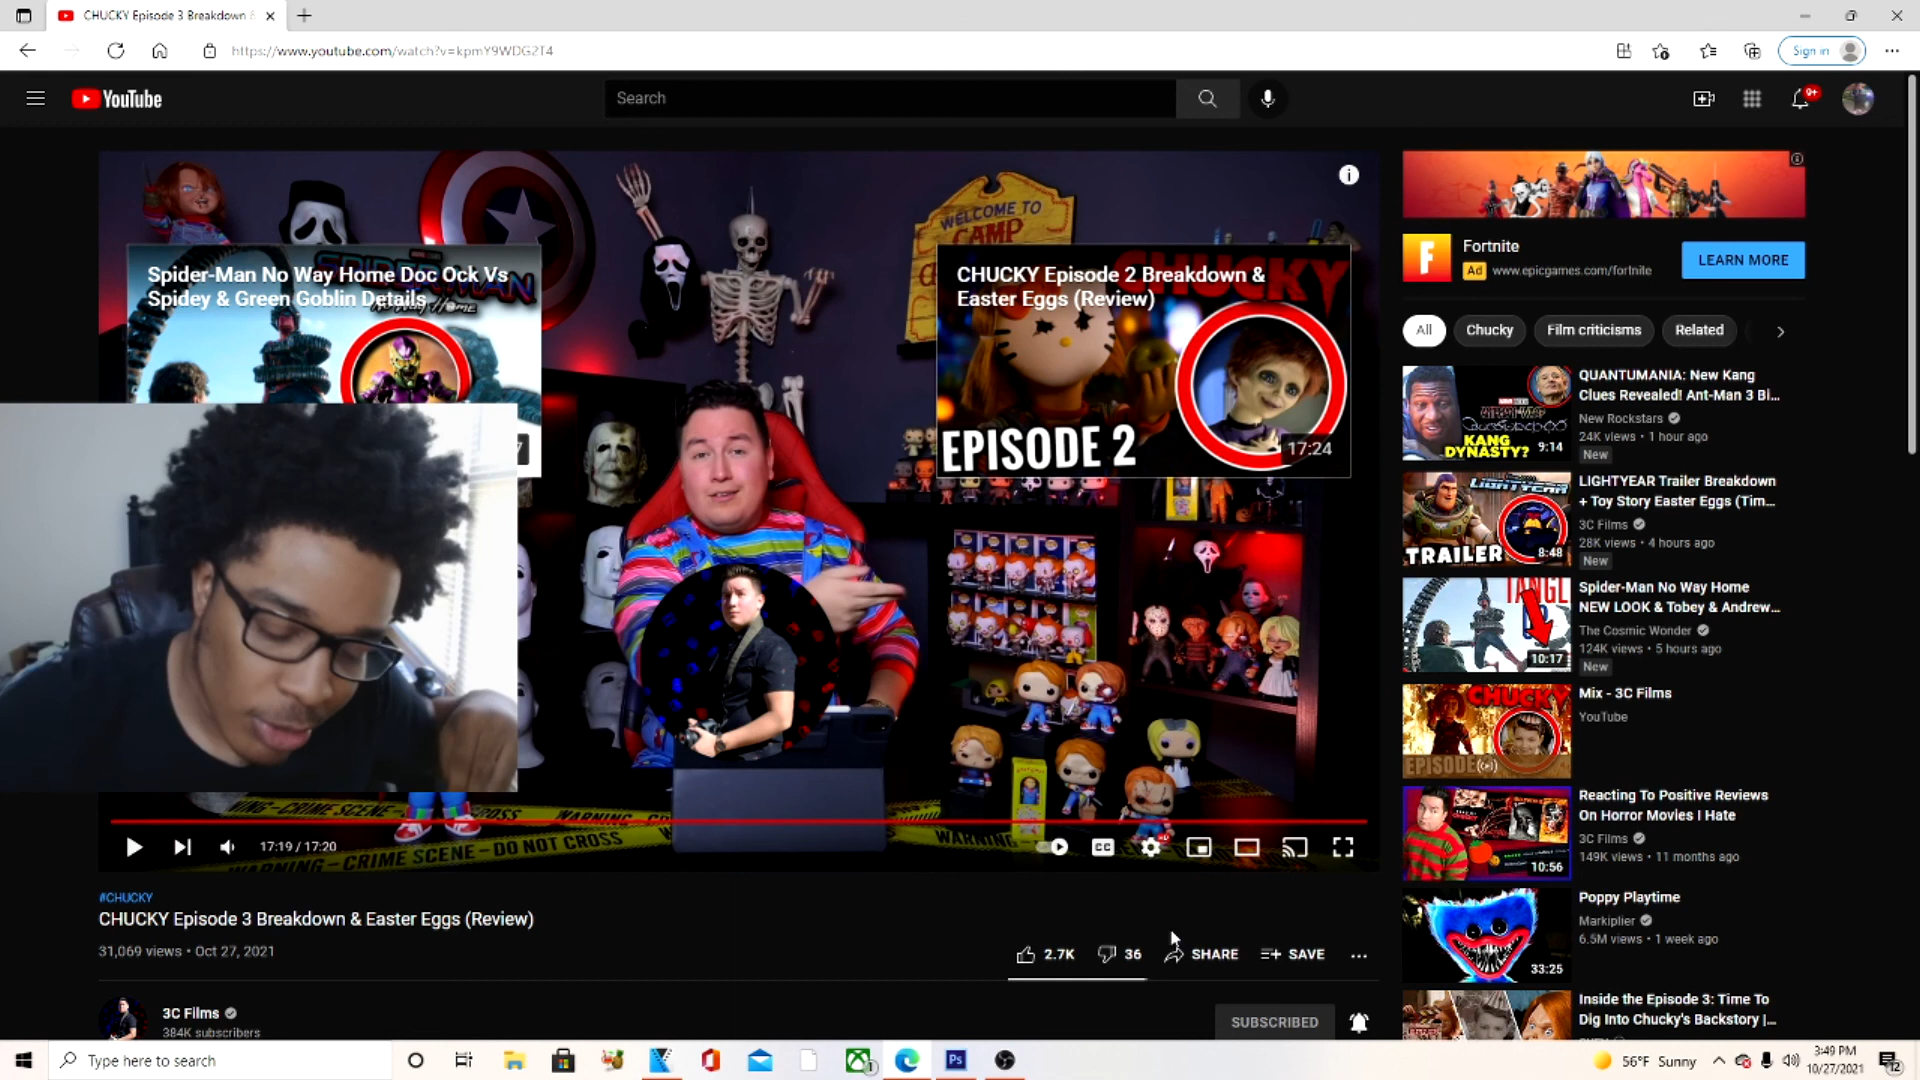 CHUCKY Episode 3 Breakdown &
https://www.youtube.com/watch?v=kpmY9WDG2T4
Sign in
YouTube
Search
9+
WELCOME TO
CAMP
Spider-Man No Way Home Doc Ock Vs
Spidey & Green Goblin Details
CHUCKY Episode 2 Breakdown &
Easter Eggs (Review)
EPISODE 2
17:24
WARNING
CRIME SCENE - DO NOT CROSS
17:19 / 17:20
CC
#CHUCKY
CHUCKY Episode 3 Breakdown & Easter Eggs (Review)
31,069 views • Oct 27, 2021
2.7K
36
SHARE
SAVE
3C Films
384K subscribers
SUBSCRIBED
Fortnite
Ad
www.epicgames.com/fortnite
LEARN MORE
All
Chucky
Film criticisms
Related
QUANTUMANIA: New Kang
Clues Revealed! Ant-Man 3 Bl...
New Rockstars
24K views • 1 hour ago
New
KANG
DYNASTY?
9:14
LIGHTYEAR Trailer Breakdown
+ Toy Story Easter Eggs (Tim...
3C Films
28K views • 4 hours ago
New
LIGHTYEAR
TRAILER
8:48
Spider-Man No Way Home
NEW LOOK & Tobey & Andrew...
The Cosmic Wonder
124K views • 5 hours ago
New
10:17
Mix - 3C Films
YouTube
CHUCKY
EPISODE
Reacting To Positive Reviews
On Horror Movies I Hate
3C Films
149K views • 11 months ago
10:56
Poppy Playtime
Markiplier
6.5M views • 1 week ago
33:25
Inside the Episode 3: Time To
Dig Into Chucky's Backstory |...
Type here to search
Ps
56°F Sunny
3:49 PM
10/27/2021
12